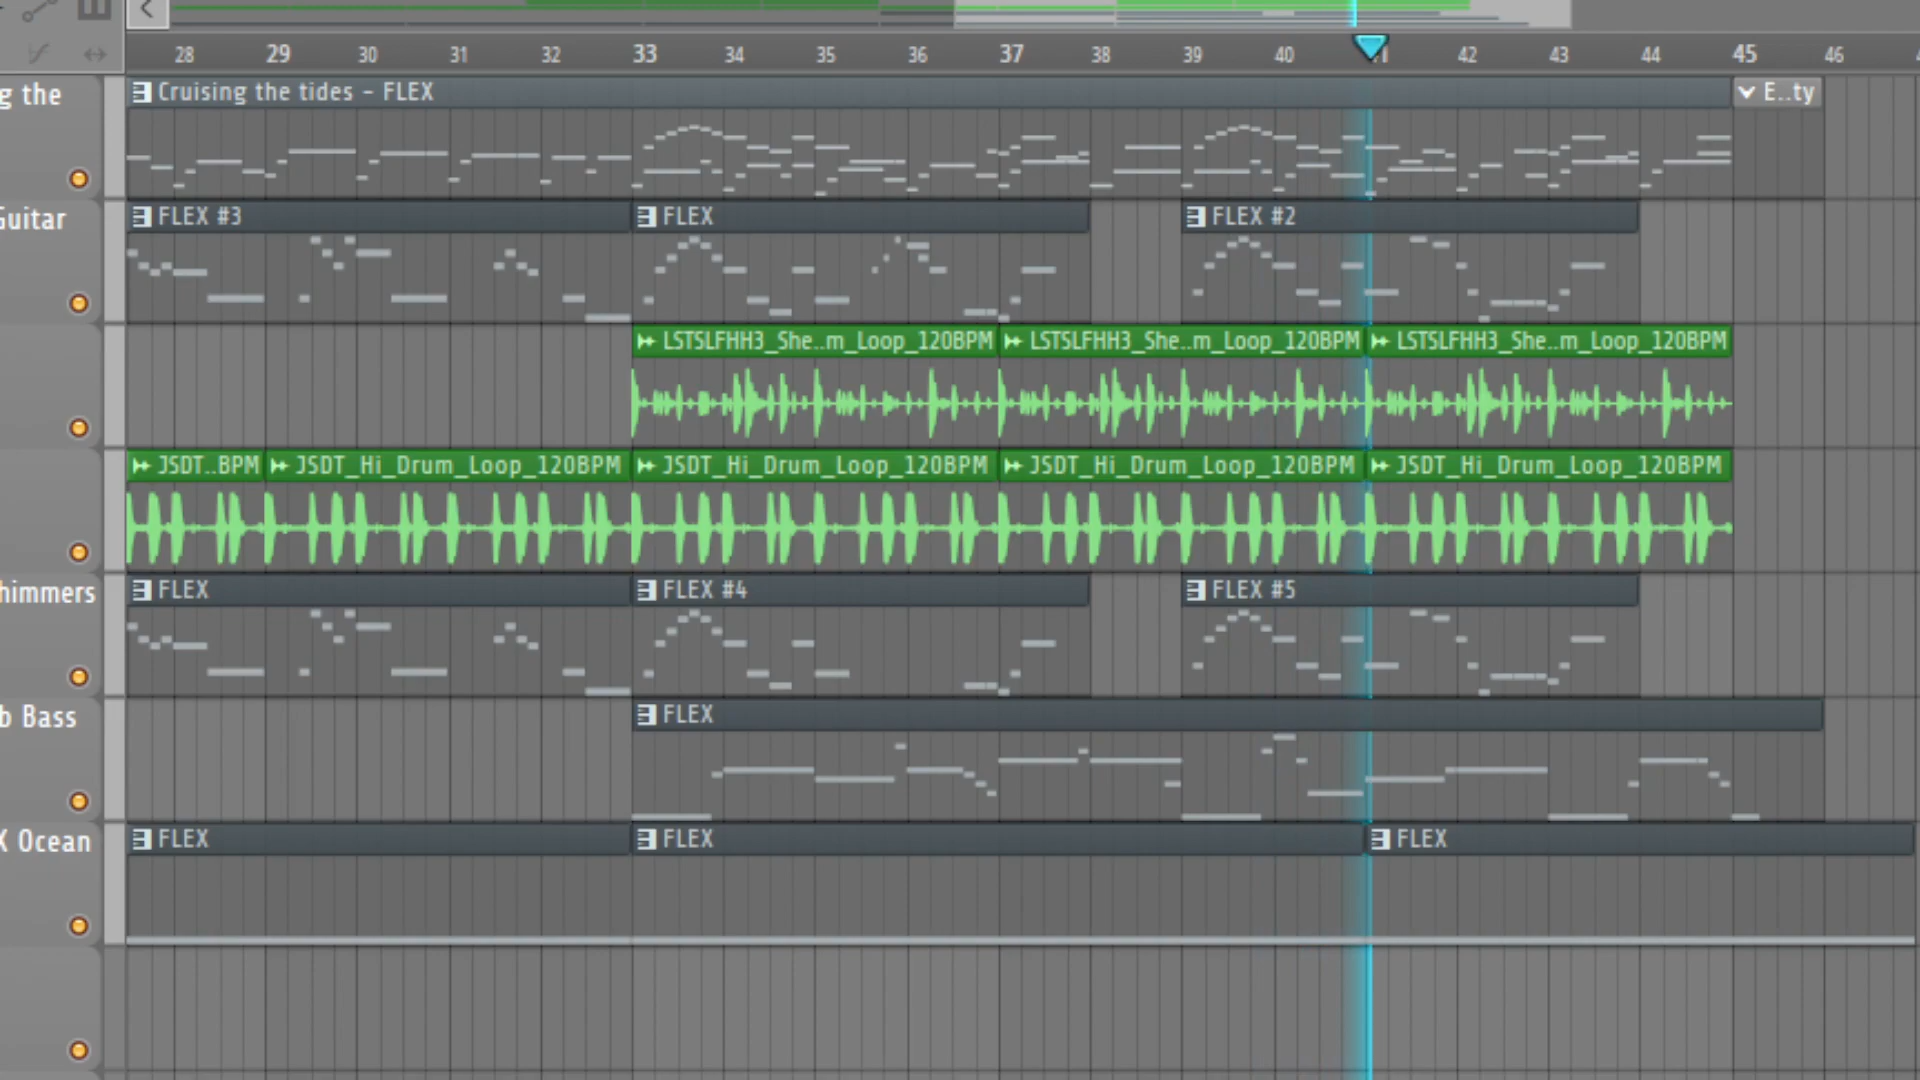 28 29 30 31 32 33 34 35 36 37 38 39 40 42 43 44 45 46
g the
Cruising the tides - FLEX
E..ty
Guitar
FLEX #3
FLEX
FLEX #2
LSTSLFHH3_She..m_Loop_120BPM
LSTSLFHH3_She..m_Loop_120BPM
LSTSLFHH3_She..m_Loop_120BPM
JSDT..BPM
JSDT_Hi_Drum_Loop_120BPM
JSDT_Hi_Drum_Loop_120BPM
JSDT_Hi_Drum_Loop_120BPM
JSDT_Hi_Drum_Loop_120BPM
himmers
FLEX
FLEX #4
FLEX #5
b Bass
FLEX
X Ocean
FLEX
FLEX
FLEX